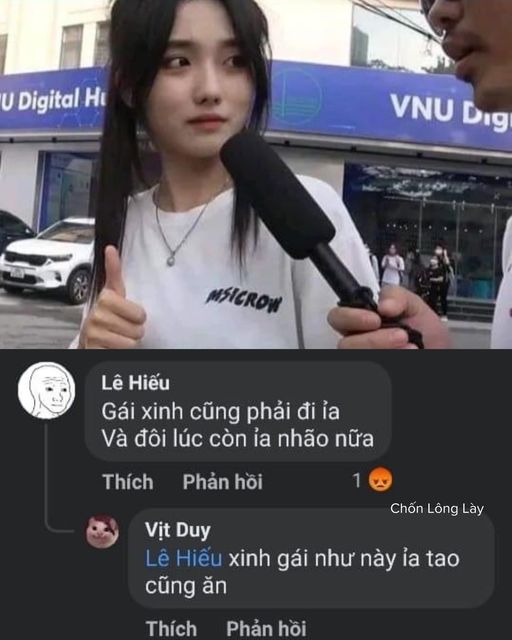 U Digital Hu
VNU Dig
MSICROW
Lê Hiếu
Gái xinh cũng phải đi ỉa
Và đôi lúc còn ỉa nhão nữa
Thích Phản hồi 1
Chốn Lông Lày
Vịt Duy
Lê Hiếu xinh gái như này ỉa tao
cũng ăn
Thích Phản hồi